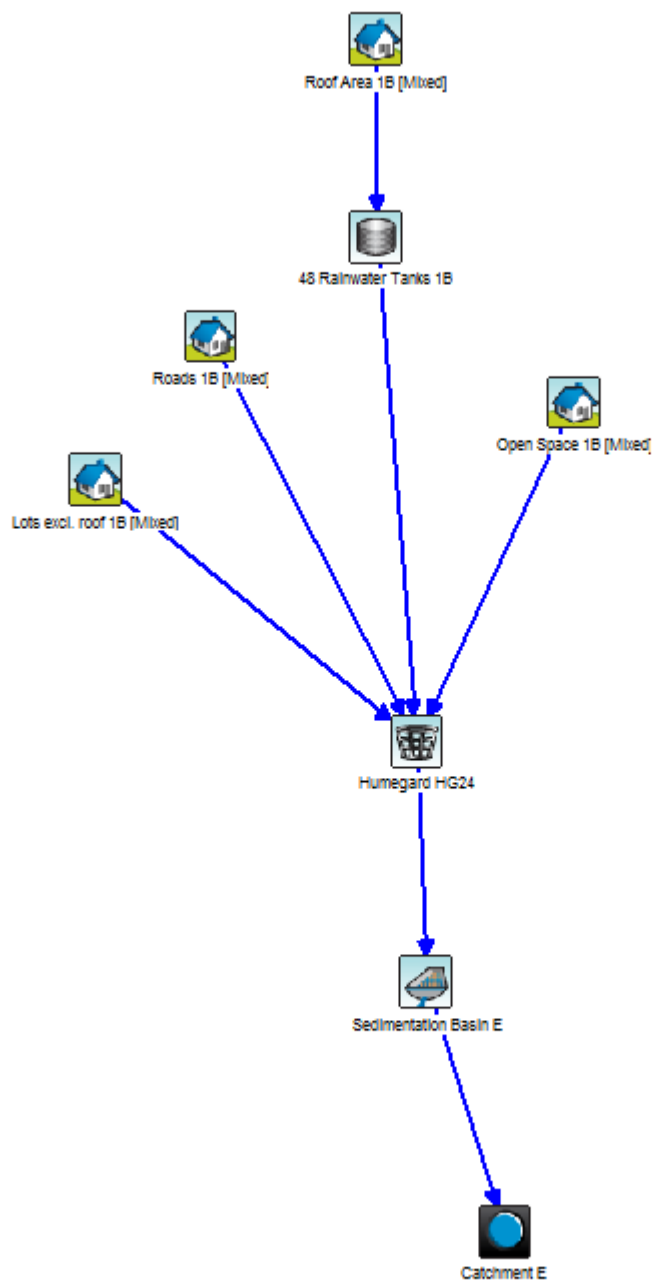 Roof Area 1B [Mixed]
48 Rainwater Tanks 1B
Roads 1B [Mixed]
Open Space 1B [Mixed]
Lots excl. roof 1B [Mixed]
Humegard HG24
Sedimentation Basin E
Catchment E